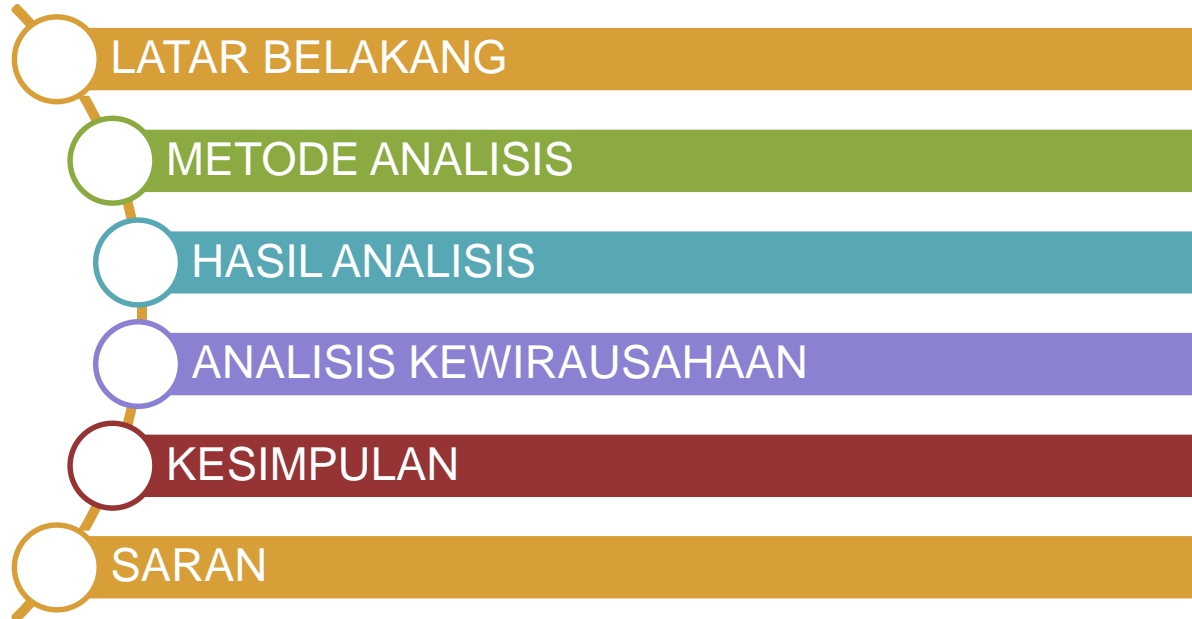 LATAR BELAKANG
METODE ANALISIS
HASIL ANALISIS
ANALISIS KEWIRAUSAHAAN
KESIMPULAN
SARAN